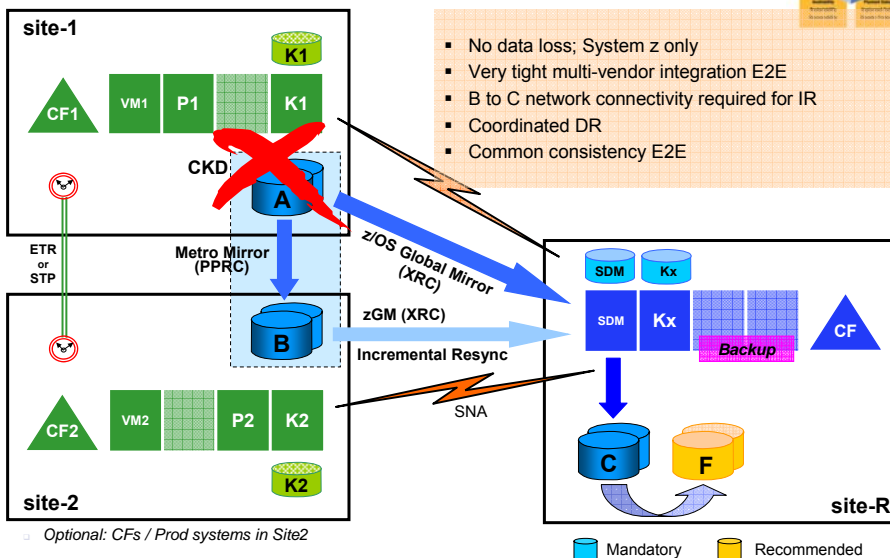 site-1
K1
CF1
VM1
P1
K1
CKD
A
▪ No data loss; System z only
▪ Very tight multi-vendor integration E2E
▪ B to C network connectivity required for IR
▪ Coordinated DR
▪ Common consistency E2E
ETR
or
STP
Metro Mirror
(PPRC)
z/OS Global Mirror
(XRC)
B
zGM (XRC)
Incremental Resync
SDM
Kx
SDM
Kx
Backup
CF
CF2
VM2
P2
K2
SNA
K2
site-2
C
F
site-R
Optional: CFs / Prod systems in Site2
Mandatory
Recommended